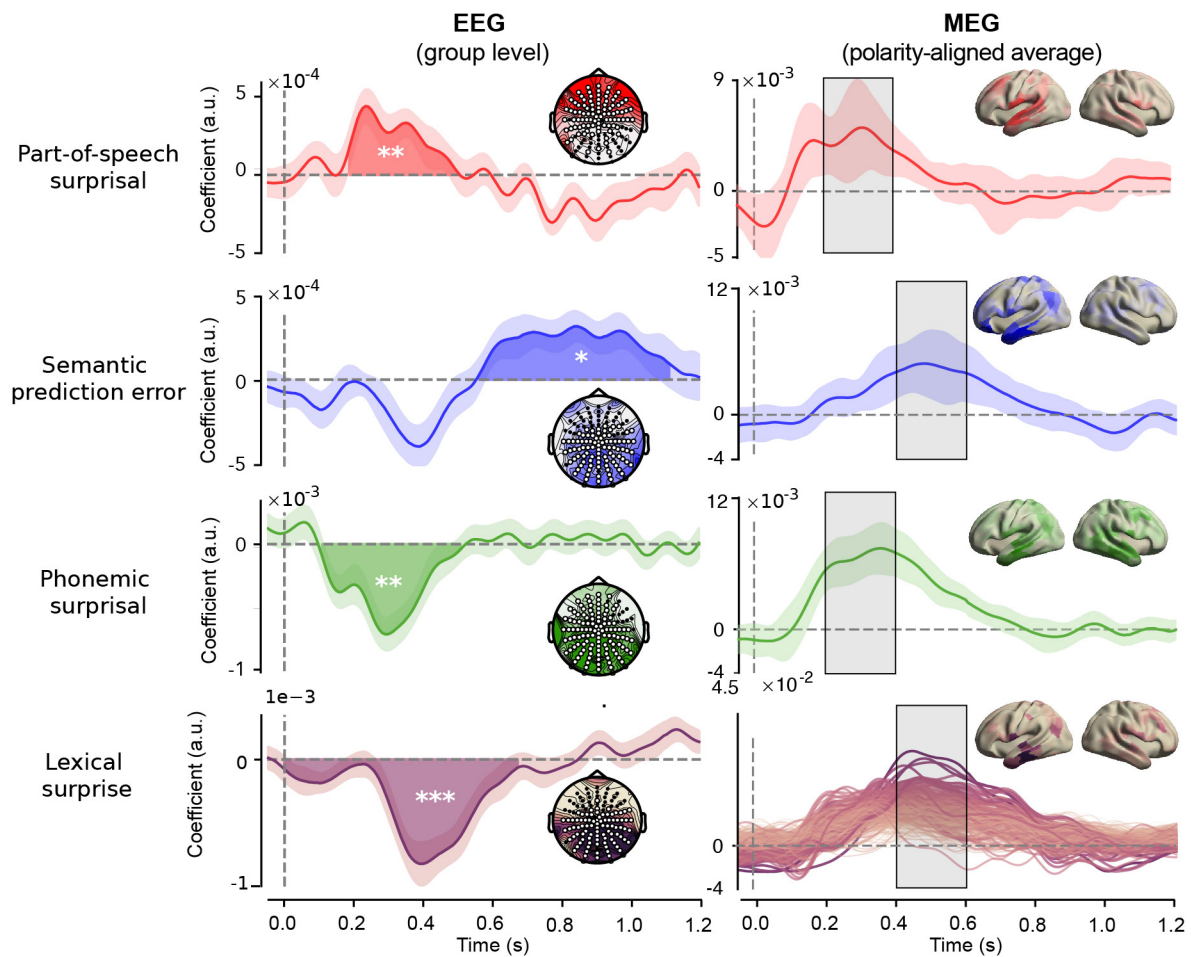 EEG
(group level)
MEG
(polarity-aligned average)
Part-of-speech
surprisal
Coefficient (a.u.)
×10⁻⁴
5
0
-5
**
×10⁻³
9
0
-5
Semantic
prediction error
Coefficient (a.u.)
×10⁻⁴
5
0
-5
*
×10⁻³
12
0
-4
Phonemic
surprisal
Coefficient (a.u.)
×10⁻³
0
-1
**
×10⁻³
12
0
-4
Lexical
surprise
Coefficient (a.u.)
1e−3
0
-1
***
4.5
×10⁻²
0
-4
0.0 0.2 0.4 0.6 0.8 1.0 1.2
Time (s)
0.0 0.2 0.4 0.6 0.8 1.0 1.2
Time (s)